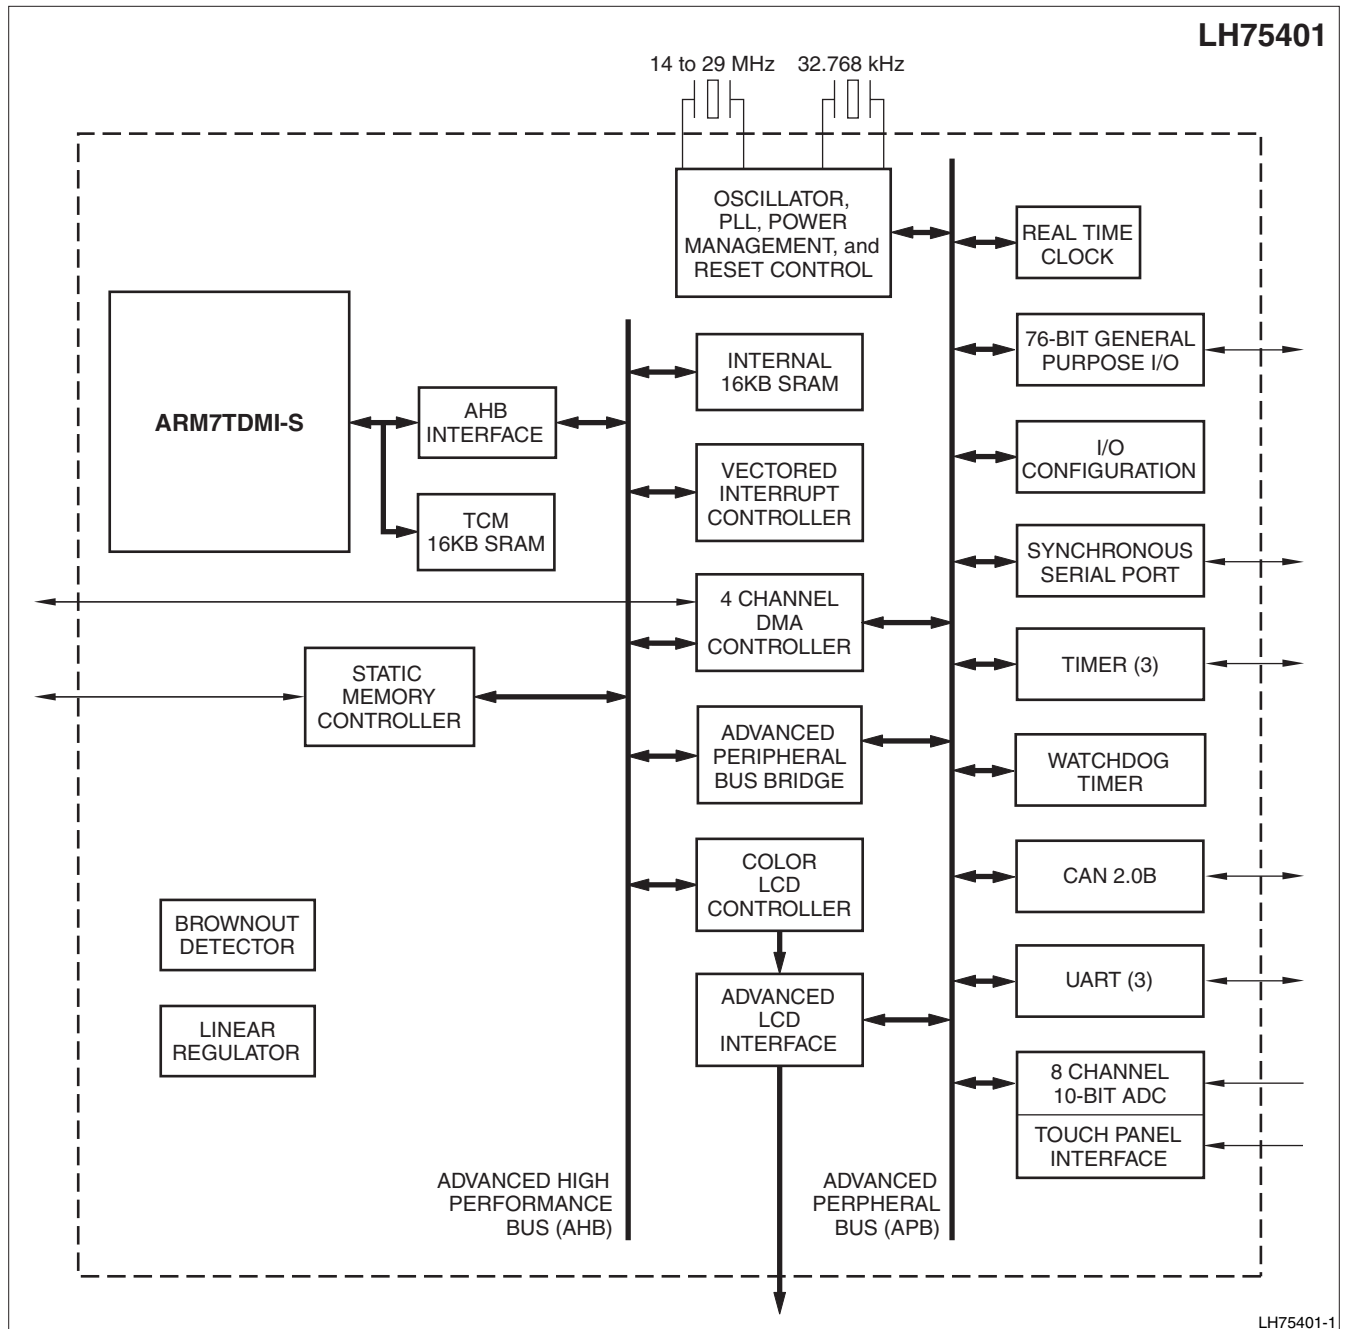 LH75401
14 to 29 MHz
32.768 kHz
OSCILLATOR,
PLL, POWER
MANAGEMENT, and
RESET CONTROL
REAL TIME
CLOCK
ARM7TDMI-S
AHB
INTERFACE
TCM
16KB SRAM
INTERNAL
16KB SRAM
76-BIT GENERAL
PURPOSE I/O
VECTORED
INTERRUPT
CONTROLLER
I/O
CONFIGURATION
4 CHANNEL
DMA
CONTROLLER
SYNCHRONOUS
SERIAL PORT
STATIC
MEMORY
CONTROLLER
TIMER (3)
ADVANCED
PERIPHERAL
BUS BRIDGE
WATCHDOG
TIMER
COLOR
LCD
CONTROLLER
CAN 2.0B
BROWNOUT
DETECTOR
ADVANCED
LCD
INTERFACE
UART (3)
LINEAR
REGULATOR
8 CHANNEL
10-BIT ADC
TOUCH PANEL
INTERFACE
ADVANCED HIGH
PERFORMANCE
BUS (AHB)
ADVANCED
PERPHERAL
BUS (APB)
LH75401-1